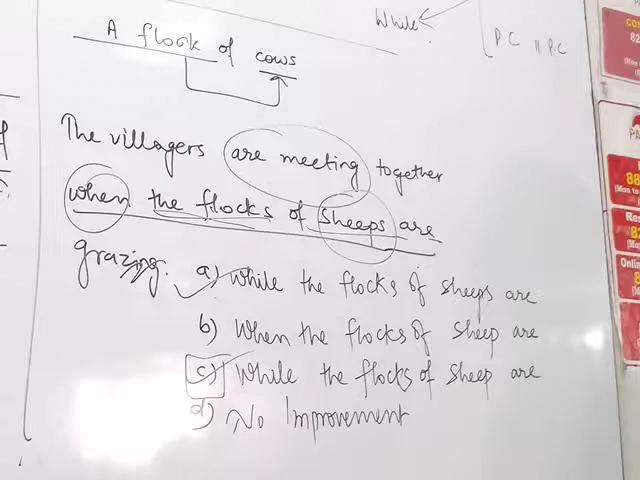 A flock of cows
While
P.C II P.C
The villagers are meeting together
when the flocks of sheeps are
grazing.
a) While the flocks of sheeps are
b) When the flocks of sheep are
c) While the flocks of sheep are
d) No Improvement